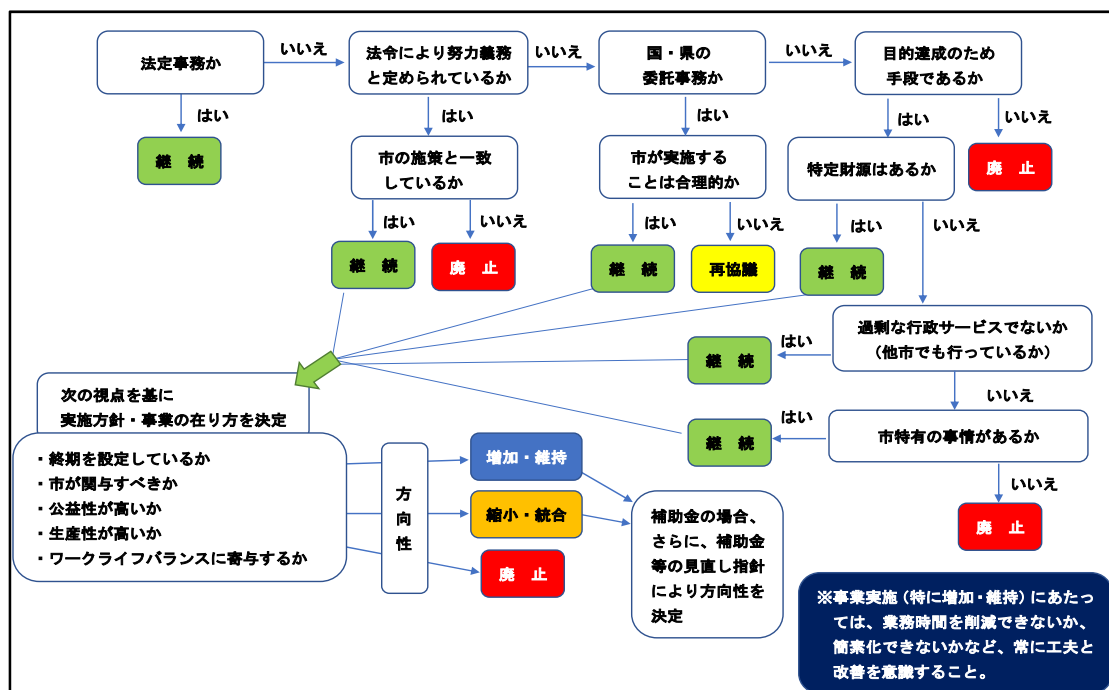 法定事務か
いいえ
法令により努力義務
と定められているか
いいえ
国・県の
委託事務か
いいえ
目的達成のため
手段であるか
はい
はい
はい
はい
いいえ
継　続
市の施策と一致
しているか
市が実施する
ことは合理的か
特定財源はあるか
廃　止
はい
いいえ
はい
いいえ
はい
いいえ
継　続
廃　止
継　続
再協議
継　続
過剰な行政サービスでないか
（他市でも行っているか）
はい
継　続
いいえ
次の視点を基に
実施方針・事業の在り方を決定
市特有の事情があるか
はい
継　続
いいえ
廃　止
・終期を設定しているか
・市が関与すべきか
・公益性が高いか
・生産性が高いか
・ワークライフバランスに寄与するか
方向性
増加・維持
縮小・統合
廃　止
補助金の場合、
さらに、補助金
等の見直し指針
により方向性を
決定
※事業実施（特に増加・維持）にあたっ
ては、業務時間を削減できないか、
簡素化できないかなど、常に工夫と
改善を意識すること。